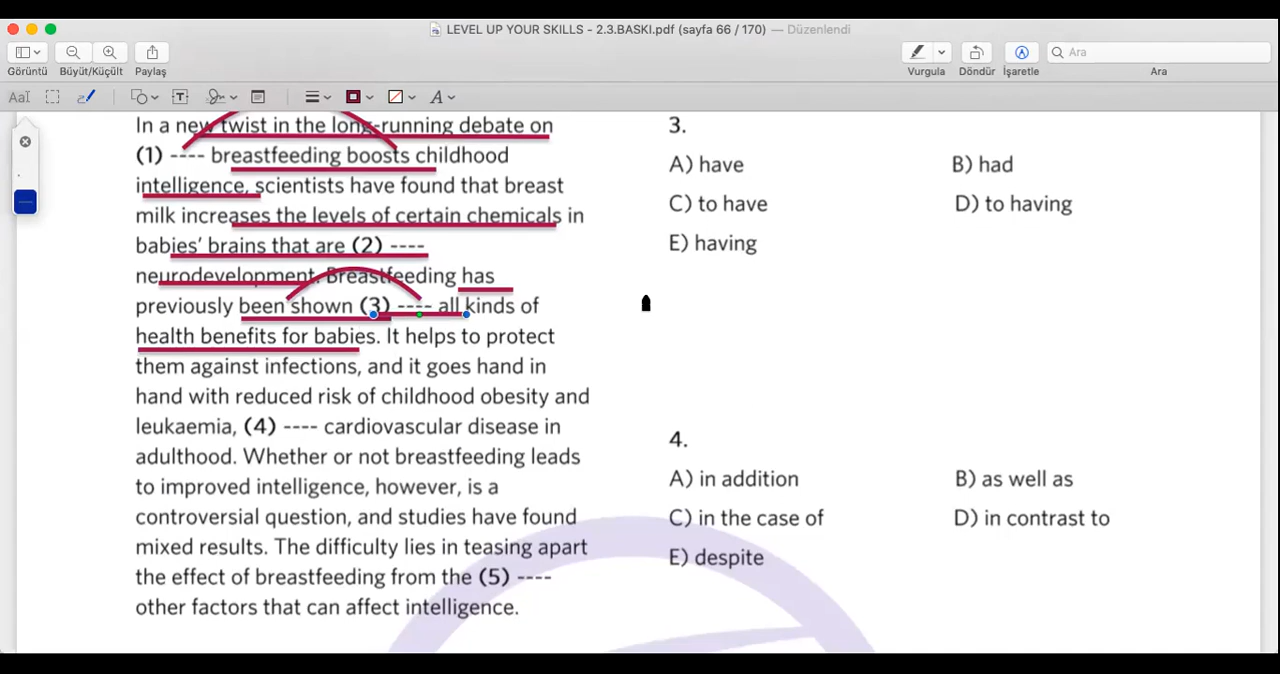 LEVEL UP YOUR SKILLS - 2.3.BASKI.pdf (sayfa 66 / 170) — Düzenlendi
Ara
Görüntü Büyüt/Küçült Paylaş Vurgula Döndür İşaretle Ara
In a new twist in the long-running debate on
(1) ---- breastfeeding boosts childhood
intelligence, scientists have found that breast
milk increases the levels of certain chemicals in
babies’ brains that are (2) ----
neurodevelopment. Breastfeeding has
previously been shown (3) ---- all kinds of
health benefits for babies. It helps to protect
them against infections, and it goes hand in
hand with reduced risk of childhood obesity and
leukaemia, (4) ---- cardiovascular disease in
adulthood. Whether or not breastfeeding leads
to improved intelligence, however, is a
controversial question, and studies have found
mixed results. The difficulty lies in teasing apart
the effect of breastfeeding from the (5) ----
other factors that can affect intelligence.
3.
A) have B) had
C) to have D) to having
E) having
4.
A) in addition B) as well as
C) in the case of D) in contrast to
E) despite